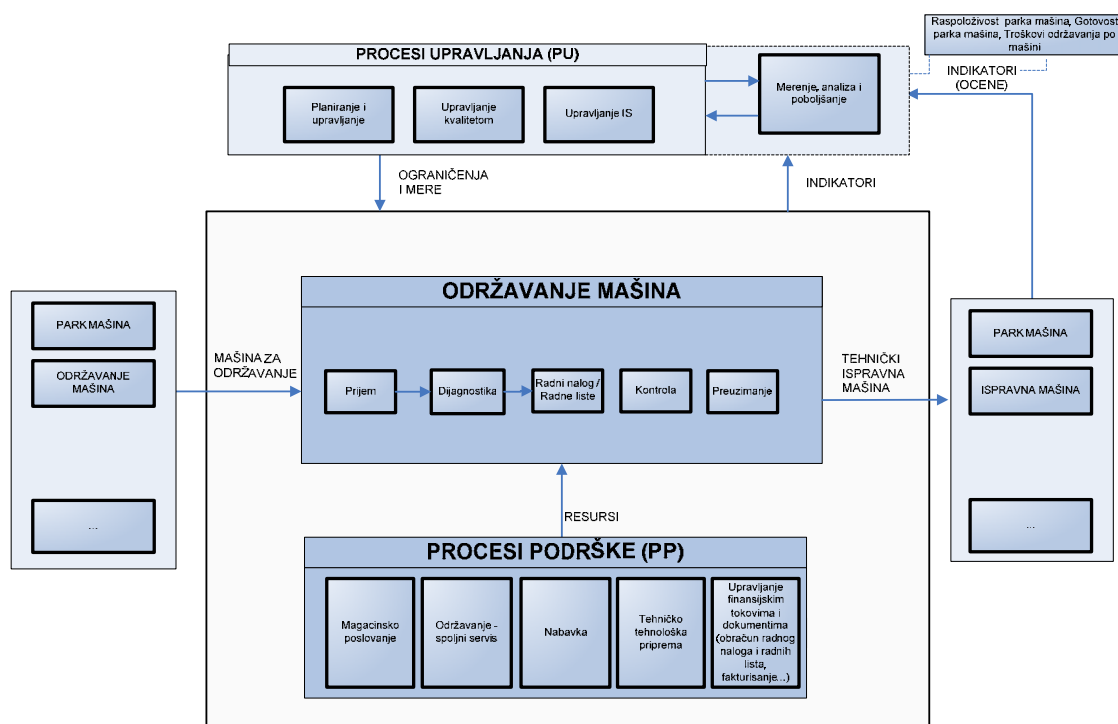 Raspoloživost parka mašina, Gotovost
parka mašina, Troškovi održavanja po
mašini
PROCESI UPRAVLJANJA (PU)
Planiranje i
upravljanje
Upravljanje
kvalitetom
Upravljanje IS
Merenje, analiza i
poboljšanje
INDIKATORI
(OCENE)
OGRANIČENJA
I MERE
INDIKATORI
PARK MAŠINA
ODRŽAVANJE
MAŠINA
...
MAŠINA ZA
ODRŽAVANJE
ODRŽAVANJE MAŠINA
Prijem
Dijagnostika
Radni nalog /
Radne liste
Kontrola
Preuzimanje
TEHNIČKI
ISPRAVNA
MAŠINA
PARK MAŠINA
ISPRAVNA MAŠINA
...
RESURSI
PROCESI PODRŠKE (PP)
Magacinsko
poslovanje
Održavanje -
spoljni servis
Nabavka
Tehničko
tehnološka
priprema
Upravljanje
finansijskim
tokovima i
dokumentima
(obračun radnog
naloga i radnih
lista,
fakturisanje...)